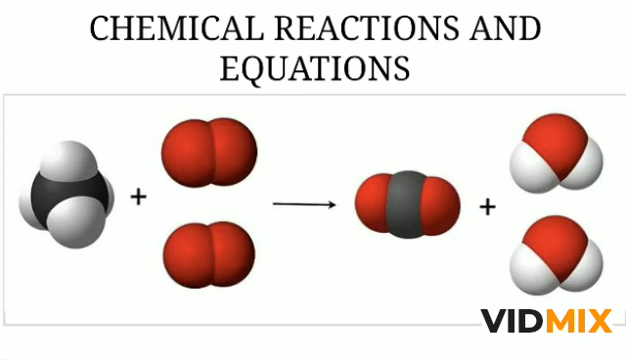 CHEMICAL REACTIONS AND
EQUATIONS
+
+
VIDMIX